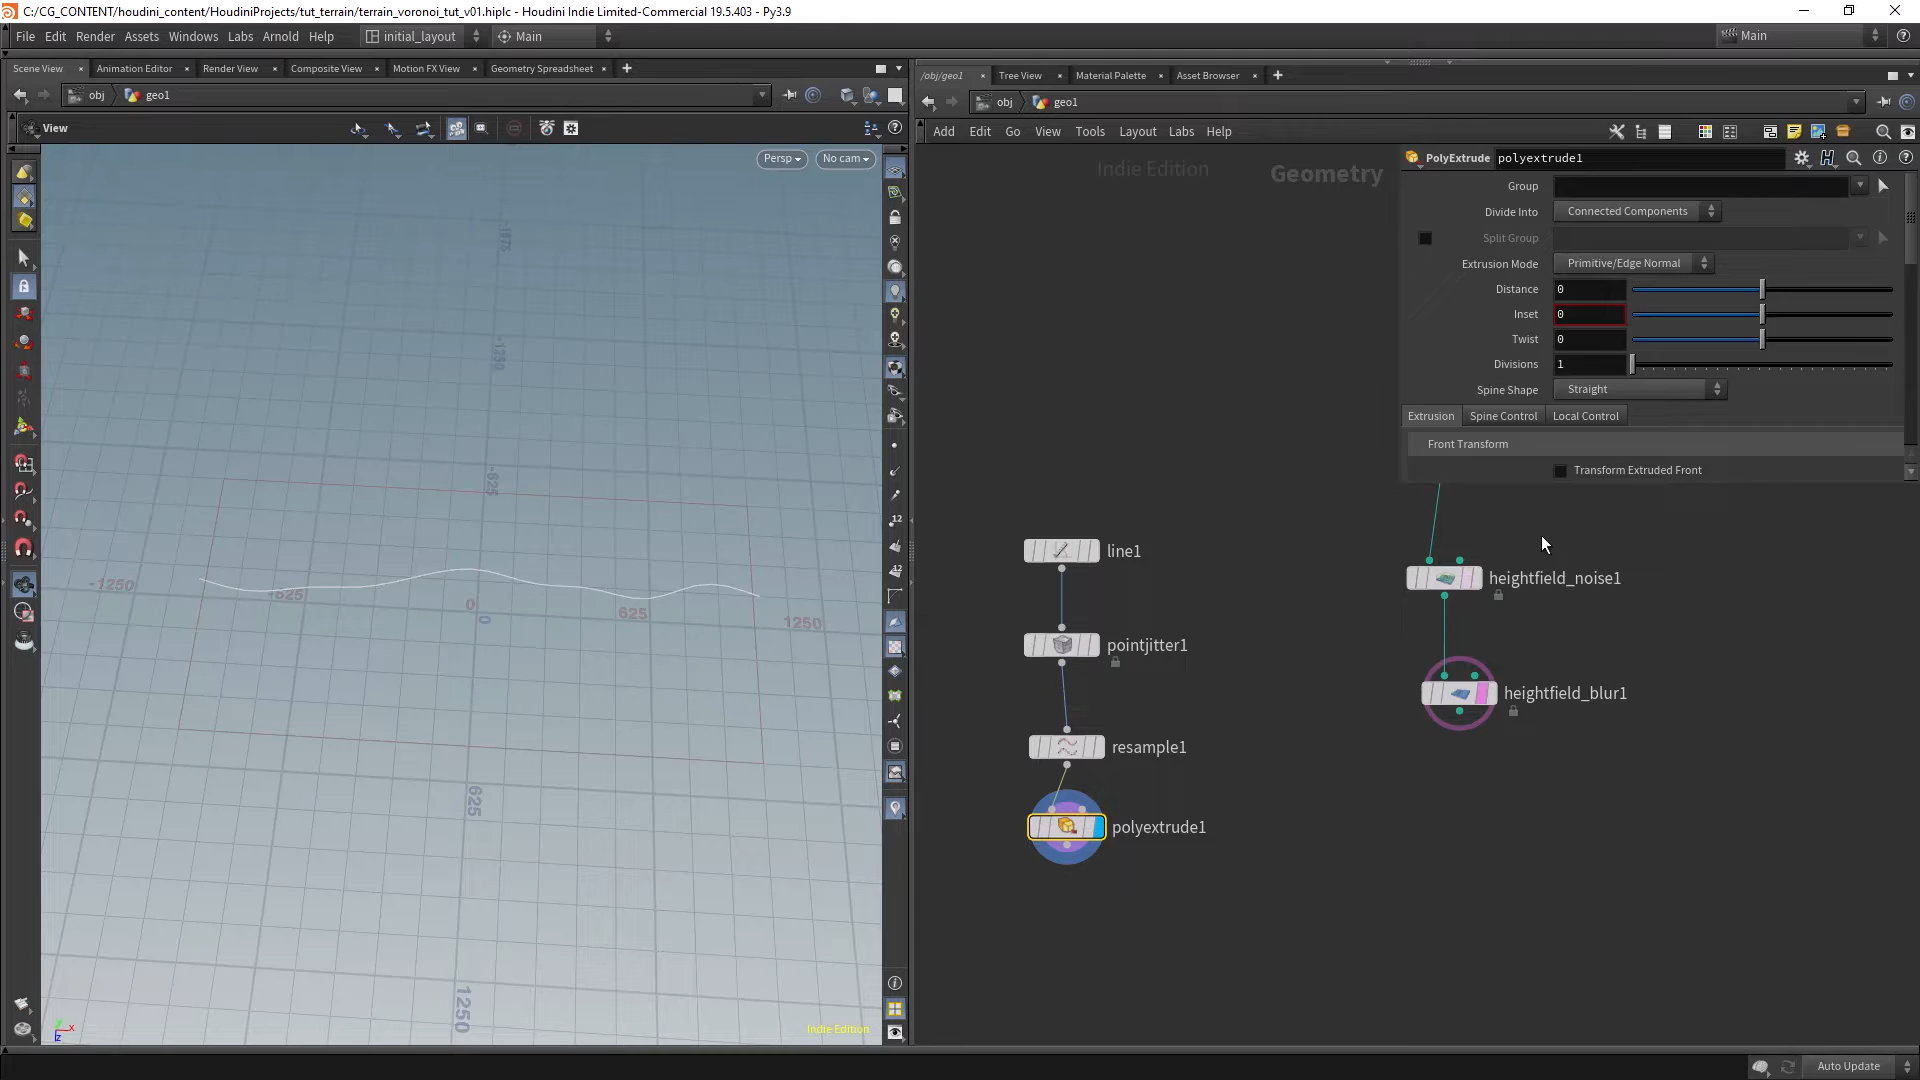 C:/CG_CONTENT/houdini_content/HoudiniProjects/tut_terrain/terrain_voronoi_tut_v01.hiplc - Houdini Indie Limited-Commercial 19.5.403 - Py3.9
File Edit Render Assets Windows Labs Arnold Help initial_layout Main Main
Scene View Animation Editor Render View Composite View Motion FX View Geometry Spreadsheet
/obj/geo1 Tree View Material Palette Asset Browser
obj geo1
obj geo1
View
Add Edit Go View Tools Layout Labs Help
Persp No cam
Indie Edition Geometry
PolyExtrude polyextrude1
Group
Divide Into Connected Components
Split Group
Extrusion Mode Primitive/Edge Normal
Distance 0
Inset 0
Twist 0
Divisions 1
Spine Shape Straight
Extrusion Spine Control Local Control
Front Transform
Transform Extruded Front
-1875
-1250
-625
-1250
-625
0
0
625
1250
625
1250
12
12
line1
pointjitter1
resample1
polyextrude1
heightfield_noise1
heightfield_blur1
y
x
z
Indie Edition
Auto Update